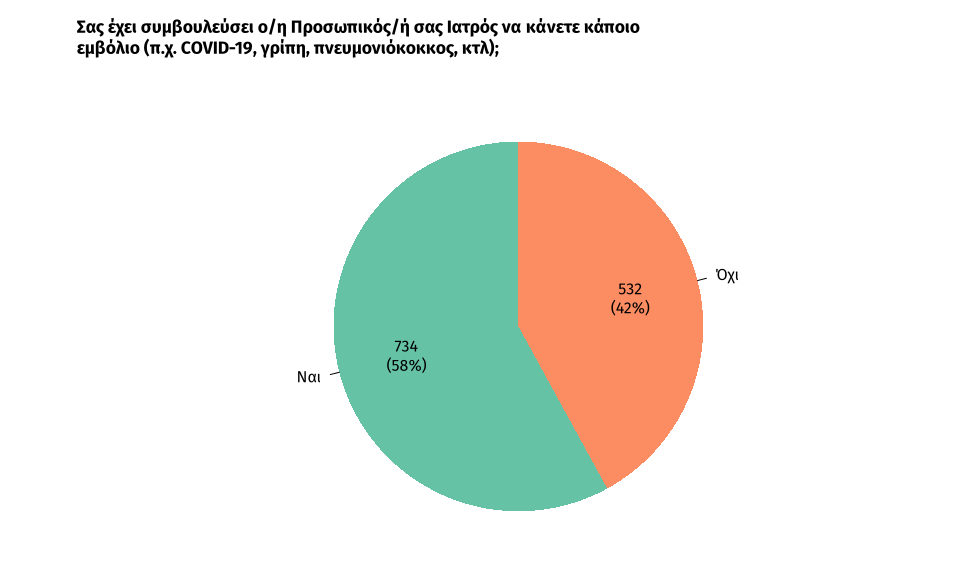 Σας έχει συμβουλεύσει ο/η Προσωπικός/ή σας Ιατρός να κάνετε κάποιο
εμβόλιο (π.χ. COVID-19, γρίπη, πνευμονιόκοκκος, κτλ);
Όχι
532
(42%)
734
(58%)
Ναι